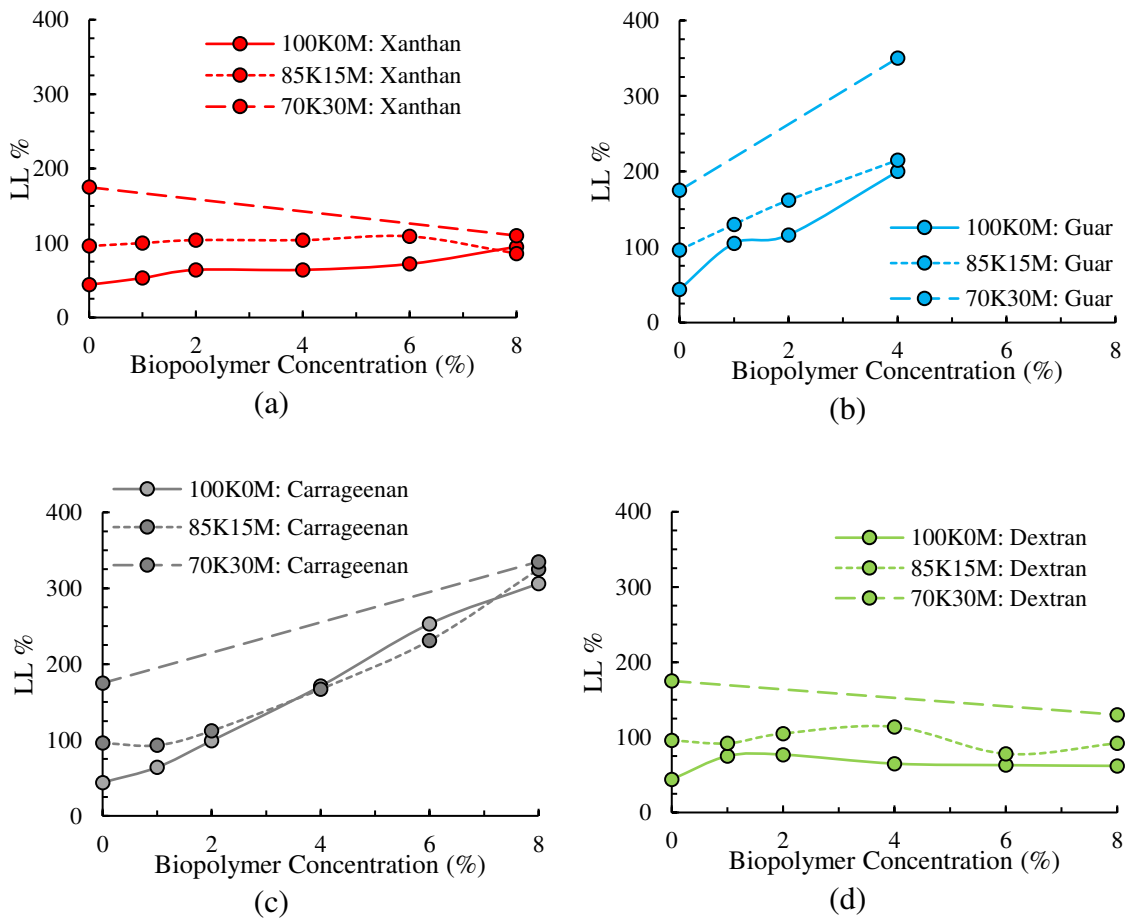 400
300
200
100
0
LL %
100K0M: Xanthan
85K15M: Xanthan
70K30M: Xanthan
0 2 4 6 8
Biopoolymer Concentration (%)
(a)
400
300
200
100
0
LL %
100K0M: Guar
85K15M: Guar
70K30M: Guar
0 2 4 6 8
Biopolymer Concentration (%)
(b)
100K0M: Carrageenan
85K15M: Carrageenan
70K30M: Carrageenan
400
300
200
100
0
LL %
0 2 4 6 8
Biopolymer Concentration (%)
(c)
400
300
200
100
0
LL %
100K0M: Dextran
85K15M: Dextran
70K30M: Dextran
0 2 4 6 8
Biopolymer Concentration (%)
(d)